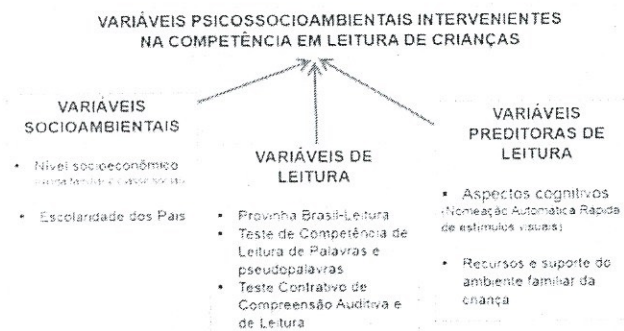 VARIÁVEIS PSICOSSOCIOAMBIENTAIS INTERVENIENTES
NA COMPETÊNCIA EM LEITURA DE CRIANÇAS
VARIÁVEIS
SOCIOAMBIENTAIS
• Nível socioeconômico
• Escolaridade dos Pais
VARIÁVEIS DE
LEITURA
• Provinha Brasil-Leitura
• Teste de Competência de
Leitura de Palavras e
pseudopalavras
• Teste Contrativo de
Compreensão Auditiva e
de Leitura
VARIÁVEIS
PREDITORAS DE
LEITURA
• Aspectos cognitivos
(Nomeação Automática Rápida
de estímulos visuais)
• Recursos e suporte do
ambiente familiar da
criança